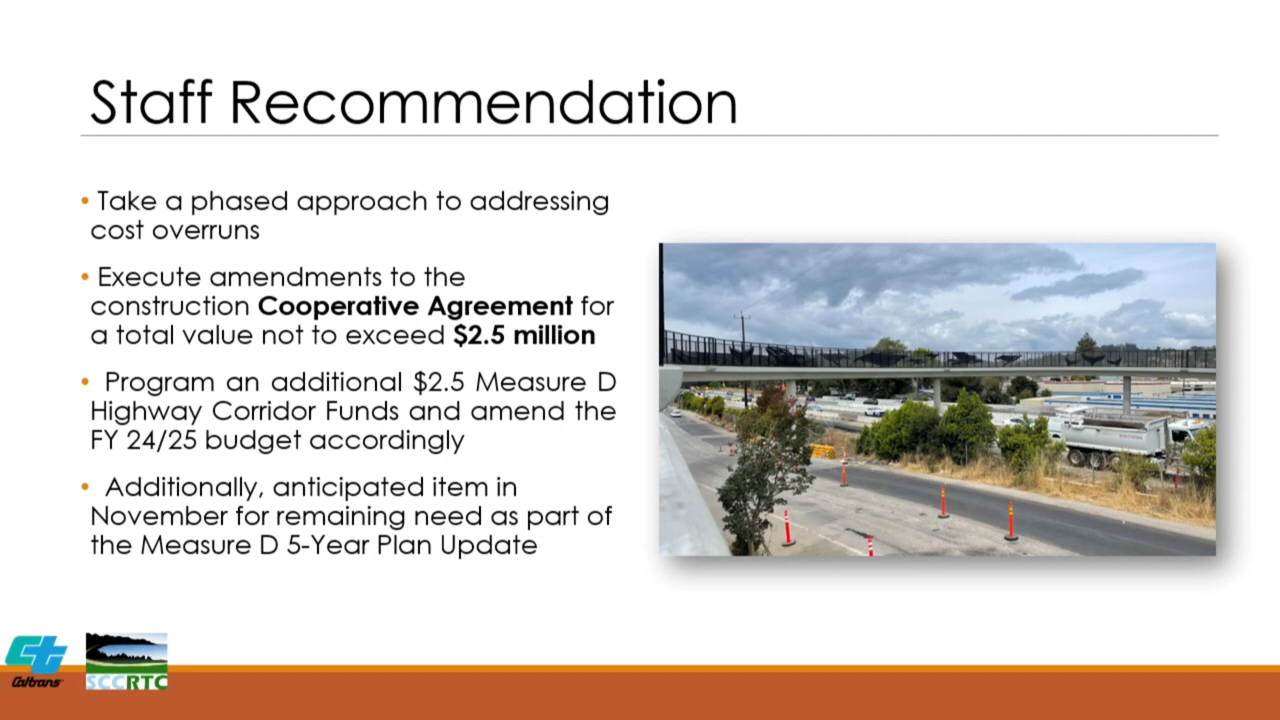 Staff Recommendation
• Take a phased approach to addressing
cost overruns
• Execute amendments to the
construction Cooperative Agreement for
a total value not to exceed $2.5 million
• Program an additional $2.5 Measure D
Highway Corridor Funds and amend the
FY 24/25 budget accordingly
• Additionally, anticipated item in
November for remaining need as part of
the Measure D 5-Year Plan Update
Caltrans
SCCRTC